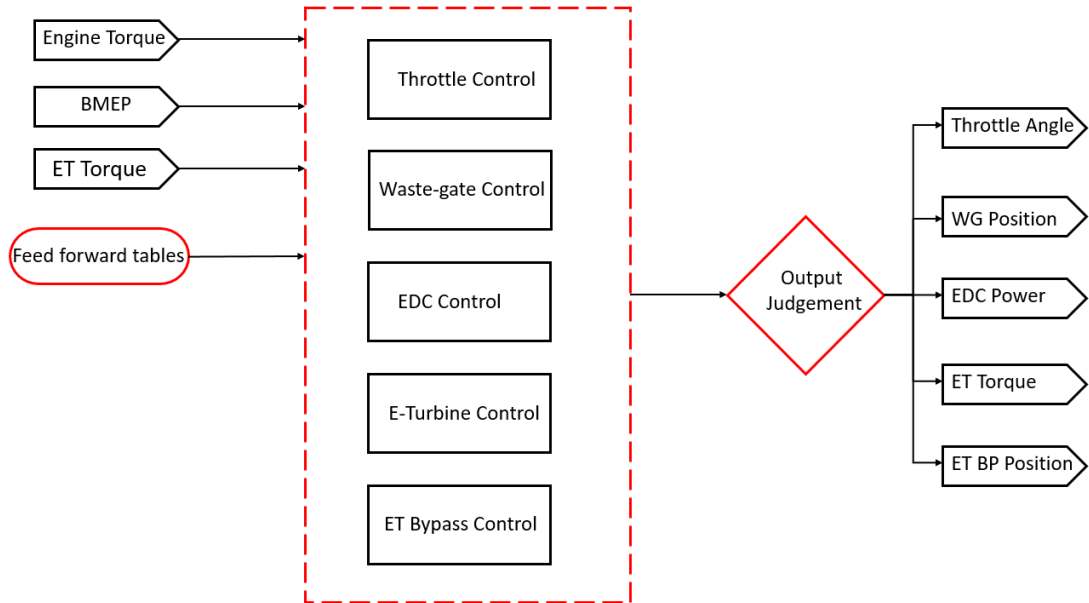 Engine Torque
BMEP
ET Torque
Feed forward tables
Throttle Control
Waste-gate Control
EDC Control
E-Turbine Control
ET Bypass Control
Output
Judgement
Throttle Angle
WG Position
EDC Power
ET Torque
ET BP Position